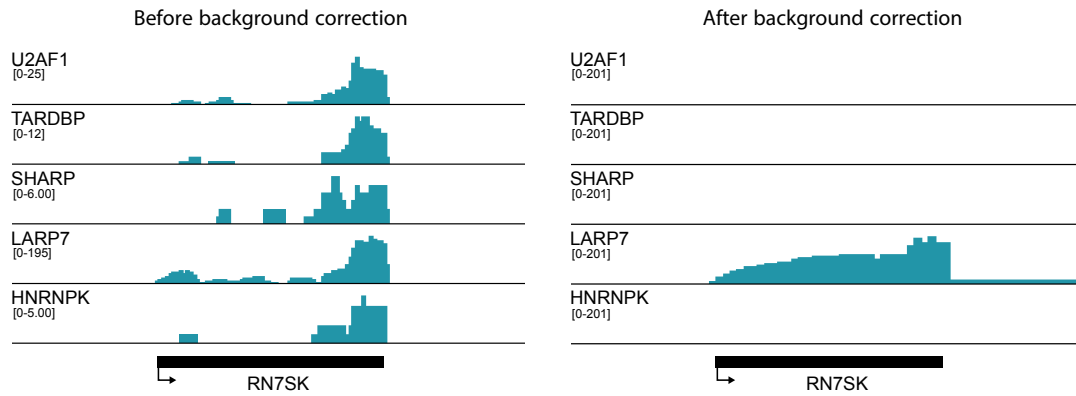 Before background correction
U2AF1
[0-25]
TARDBP
[0-12]
SHARP
[0-6.00]
LARP7
[0-195]
HNRNPK
[0-5.00]
RN7SK
After background correction
U2AF1
[0-201]
TARDBP
[0-201]
SHARP
[0-201]
LARP7
[0-201]
HNRNPK
[0-201]
RN7SK